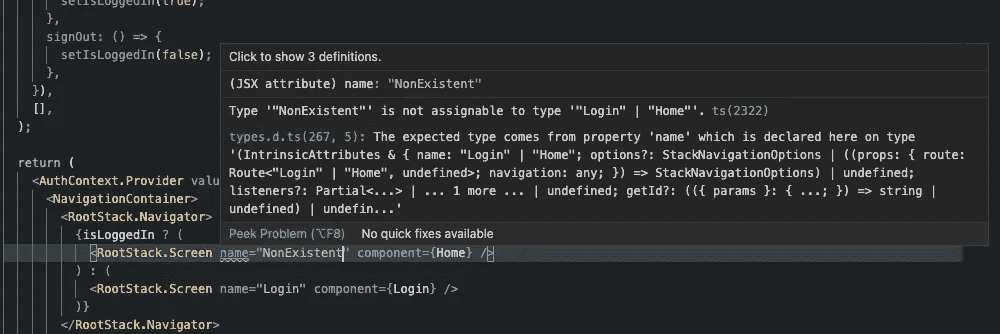 setIsLoggedIn(true);
},
signOut: () => {
setIsLoggedIn(false);
},
}),
[],
);
return (
<AuthContext.Provider valu
<NavigationContainer>
<RootStack.Navigator>
{isLoggedIn ? (
<RootStack.Screen name="NonExistent" component={Home} />
) : (
<RootStack.Screen name="Login" component={Login} />
)}
</RootStack.Navigator>
Click to show 3 definitions.
(JSX attribute) name: "NonExistent"
Type '"NonExistent"' is not assignable to type '"Login" | "Home"'. ts(2322)
types.d.ts(267, 5): The expected type comes from property 'name' which is declared here on type
'(IntrinsicAttributes & { name: "Login" | "Home"; options?: StackNavigationOptions | ((props: { route:
Route<"Login" | "Home", undefined>; navigation: any; }) => StackNavigationOptions) | undefined;
listeners?: Partial<...> | ... 1 more ... | undefined; getId?: (({ params }: { ...; }) => string |
undefined) | undefin...'
Peek Problem (⌥F8) No quick fixes available